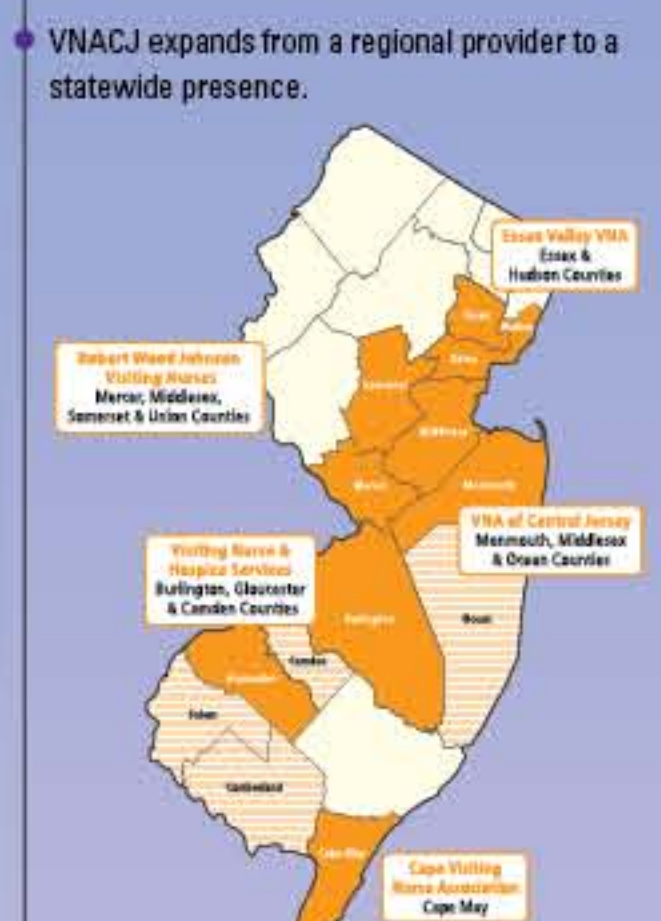 VNACJ expands from a regional provider to a
statewide presence.
Essex Valley VNA
Essex &
Hudson Counties
Essex
Hudson
Union
Robert Wood Johnson
Visiting Nurses
Mercer, Middlesex,
Somerset & Union Counties
Somerset
Middlesex
Mercer
Monmouth
VNA of Central Jersey
Monmouth, Middlesex
& Ocean Counties
Visiting Nurse &
Hospice Services
Burlington, Gloucester
& Camden Counties
Burlington
Ocean
Camden
Gloucester
Salem
Cumberland
Cape May
Cape Visiting
Nurse Association
Cape May